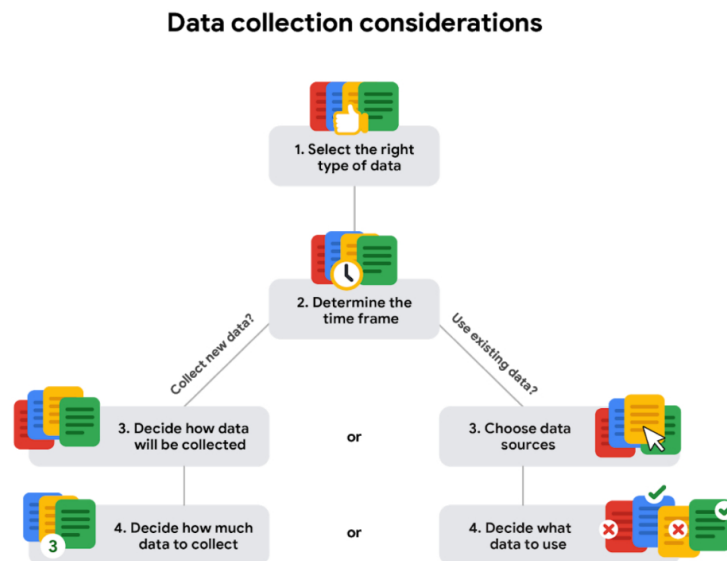 Data collection considerations
1. Select the right
type of data
2. Determine the
time frame
Collect new data?
Use existing data?
3. Decide how data
will be collected
or
3. Choose data
sources
4. Decide how much
data to collect
3
or
4. Decide what
data to use